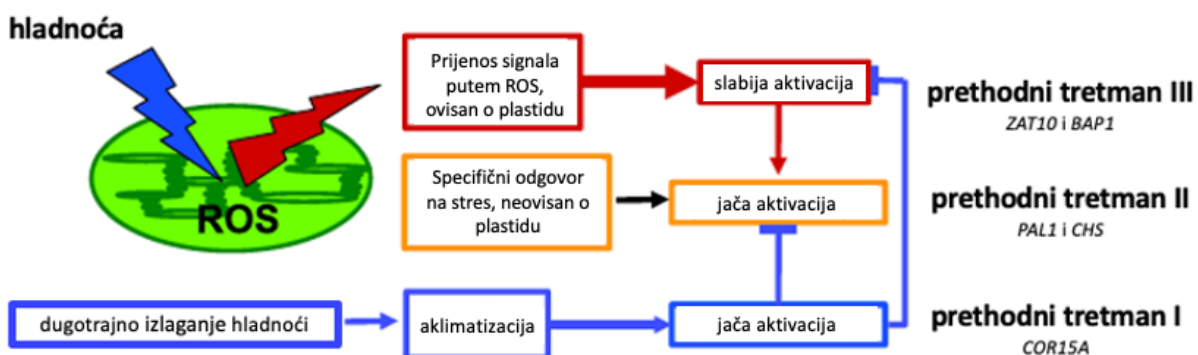 hladnoća
ROS
Prijenos signala
putem ROS,
ovisan o plastidu
slabija aktivacija
prethodni tretman III
ZAT10 i BAP1
Specifični odgovor
na stres, neovisan o
plastidu
jača aktivacija
prethodni tretman II
PAL1 i CHS
dugotrajno izlaganje hladnoći
aklimatizacija
jača aktivacija
prethodni tretman I
COR15A